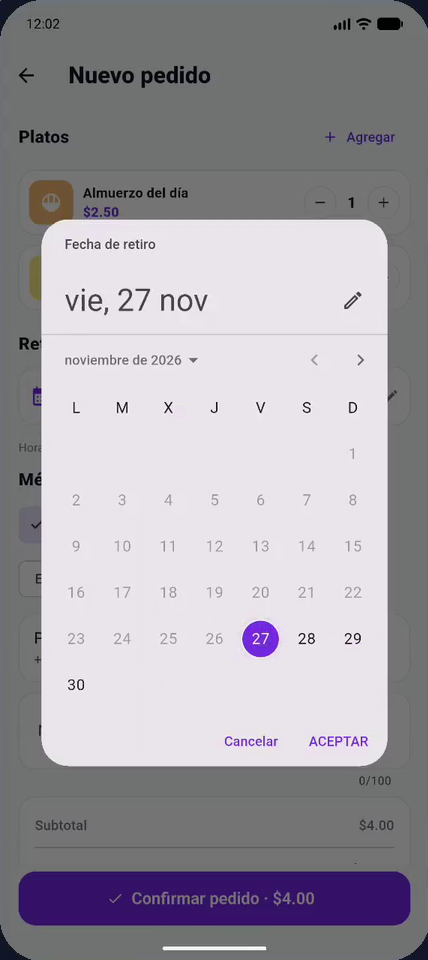 12:02
Nuevo pedido
Platos
+ Agregar
Almuerzo del día
$2.50
− 1 +
Fecha de retiro
vie, 27 nov
noviembre de 2026
L M X J V S D
1
2 3 4 5 6 7 8
9 10 11 12 13 14 15
16 17 18 19 20 21 22
23 24 25 26 27 28 29
30
Cancelar ACEPTAR
0/100
Subtotal $4.00
Confirmar pedido · $4.00